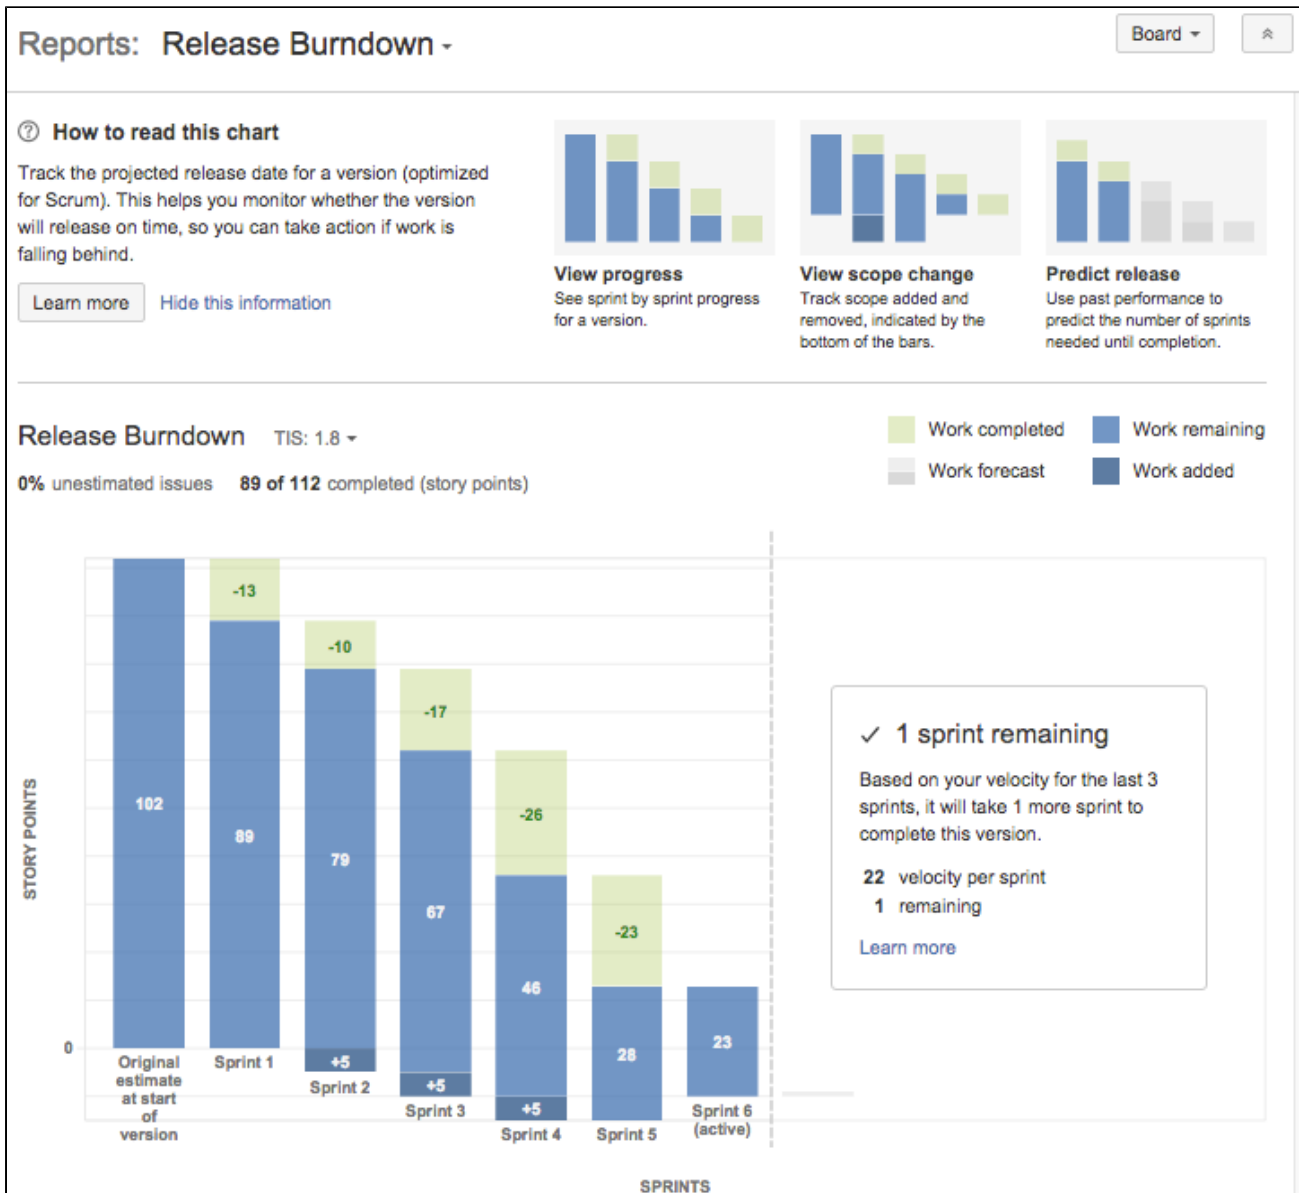 Reports: Release Burndown
Board
How to read this chart
Track the projected release date for a version (optimized
for Scrum). This helps you monitor whether the version
will release on time, so you can take action if work is
falling behind.
Learn more Hide this information
View progress
See sprint by sprint progress
for a version.
View scope change
Track scope added and
removed, indicated by the
bottom of the bars.
Predict release
Use past performance to
predict the number of sprints
needed until completion.
Release Burndown TIS: 1.8
0% unestimated issues 89 of 112 completed (story points)
Work completed Work remaining
Work forecast Work added
STORY POINTS
0
102
Original
estimate
at start
of
version
-13
89
Sprint 1
-10
79
+5
Sprint 2
-17
67
+5
Sprint 3
-26
46
+5
Sprint 4
-23
28
Sprint 5
23
Sprint 6
(active)
SPRINTS
1 sprint remaining
Based on your velocity for the last 3
sprints, it will take 1 more sprint to
complete this version.
22 velocity per sprint
1 remaining
Learn more